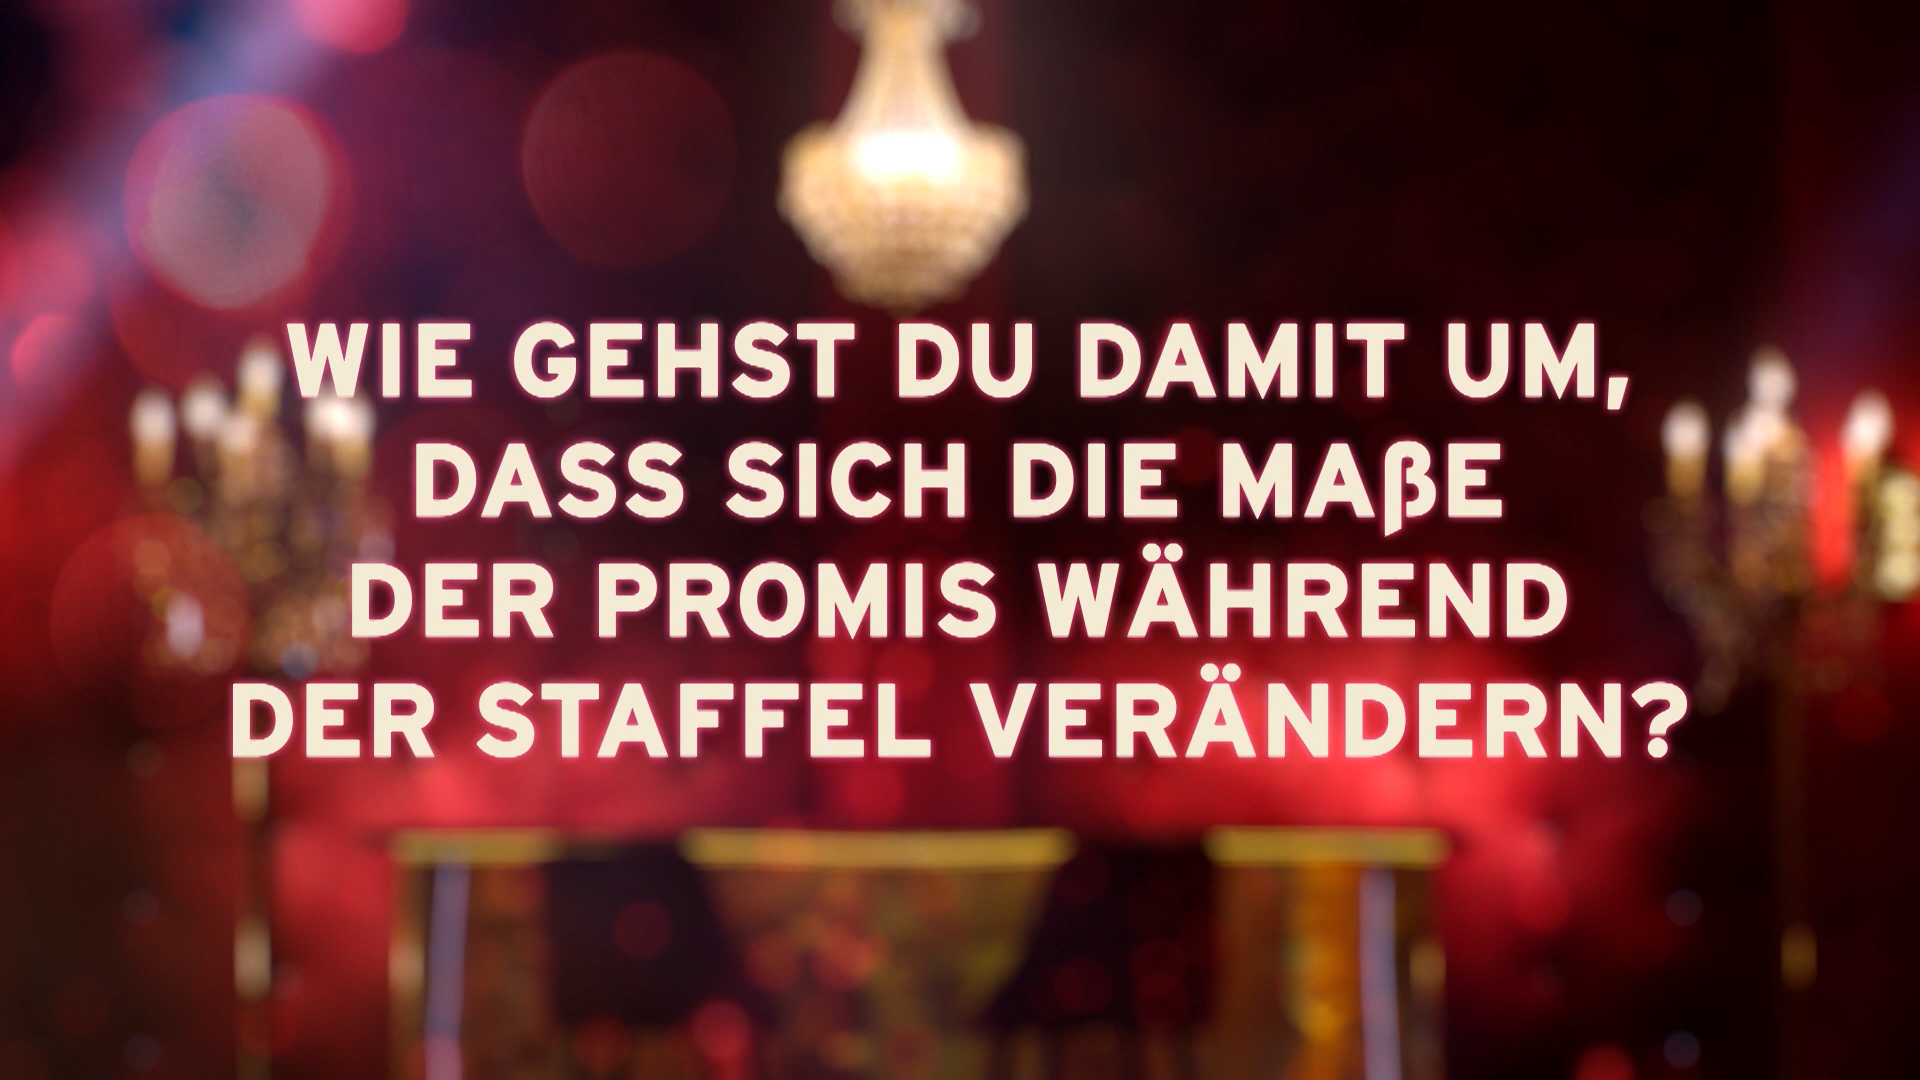 WIE GEHST DU DAMIT UM,
DASS SICH DIE MAßE
DER PROMIS WÄHREND
DER STAFFEL VERÄNDERN?